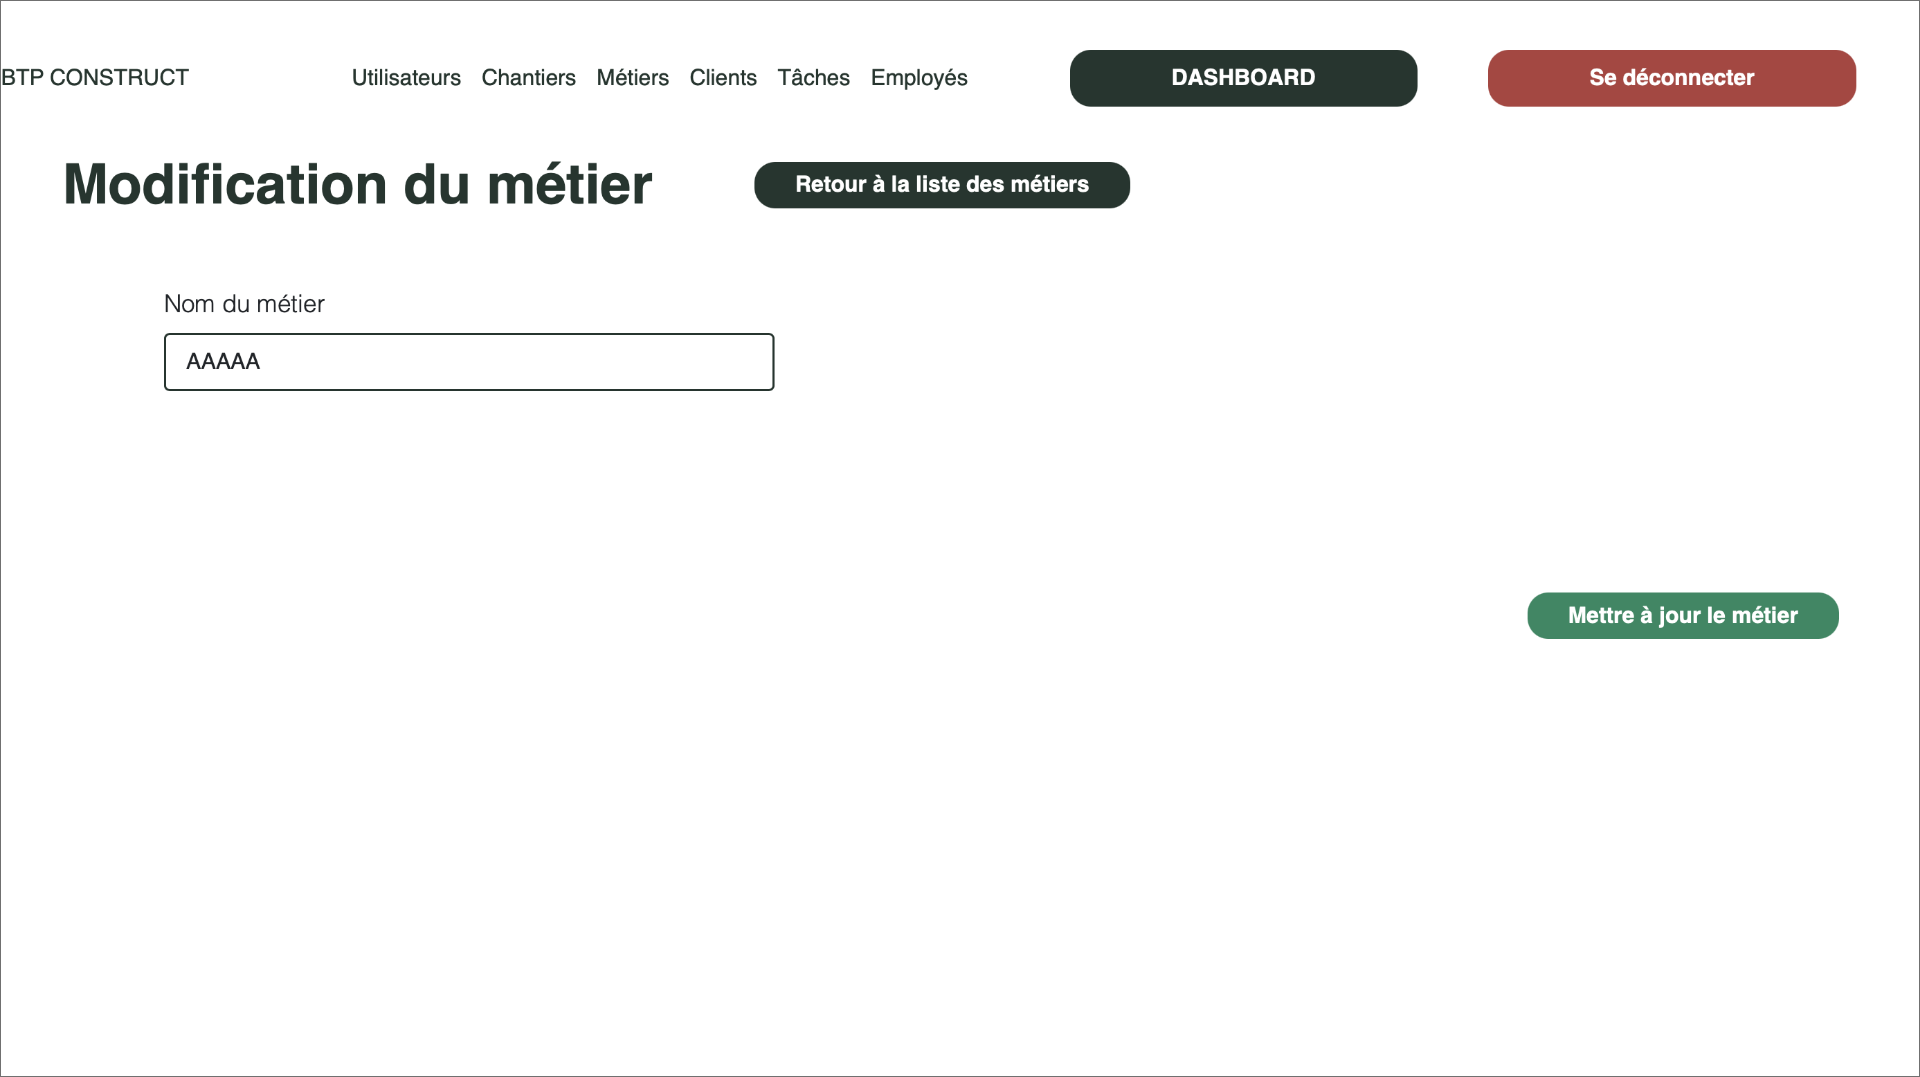 BTP CONSTRUCT Utilisateurs Chantiers Métiers Clients Tâches Employés DASHBOARD Se déconnecter
Modification du métier Retour à la liste des métiers
Nom du métier
AAAAA
Mettre à jour le métier